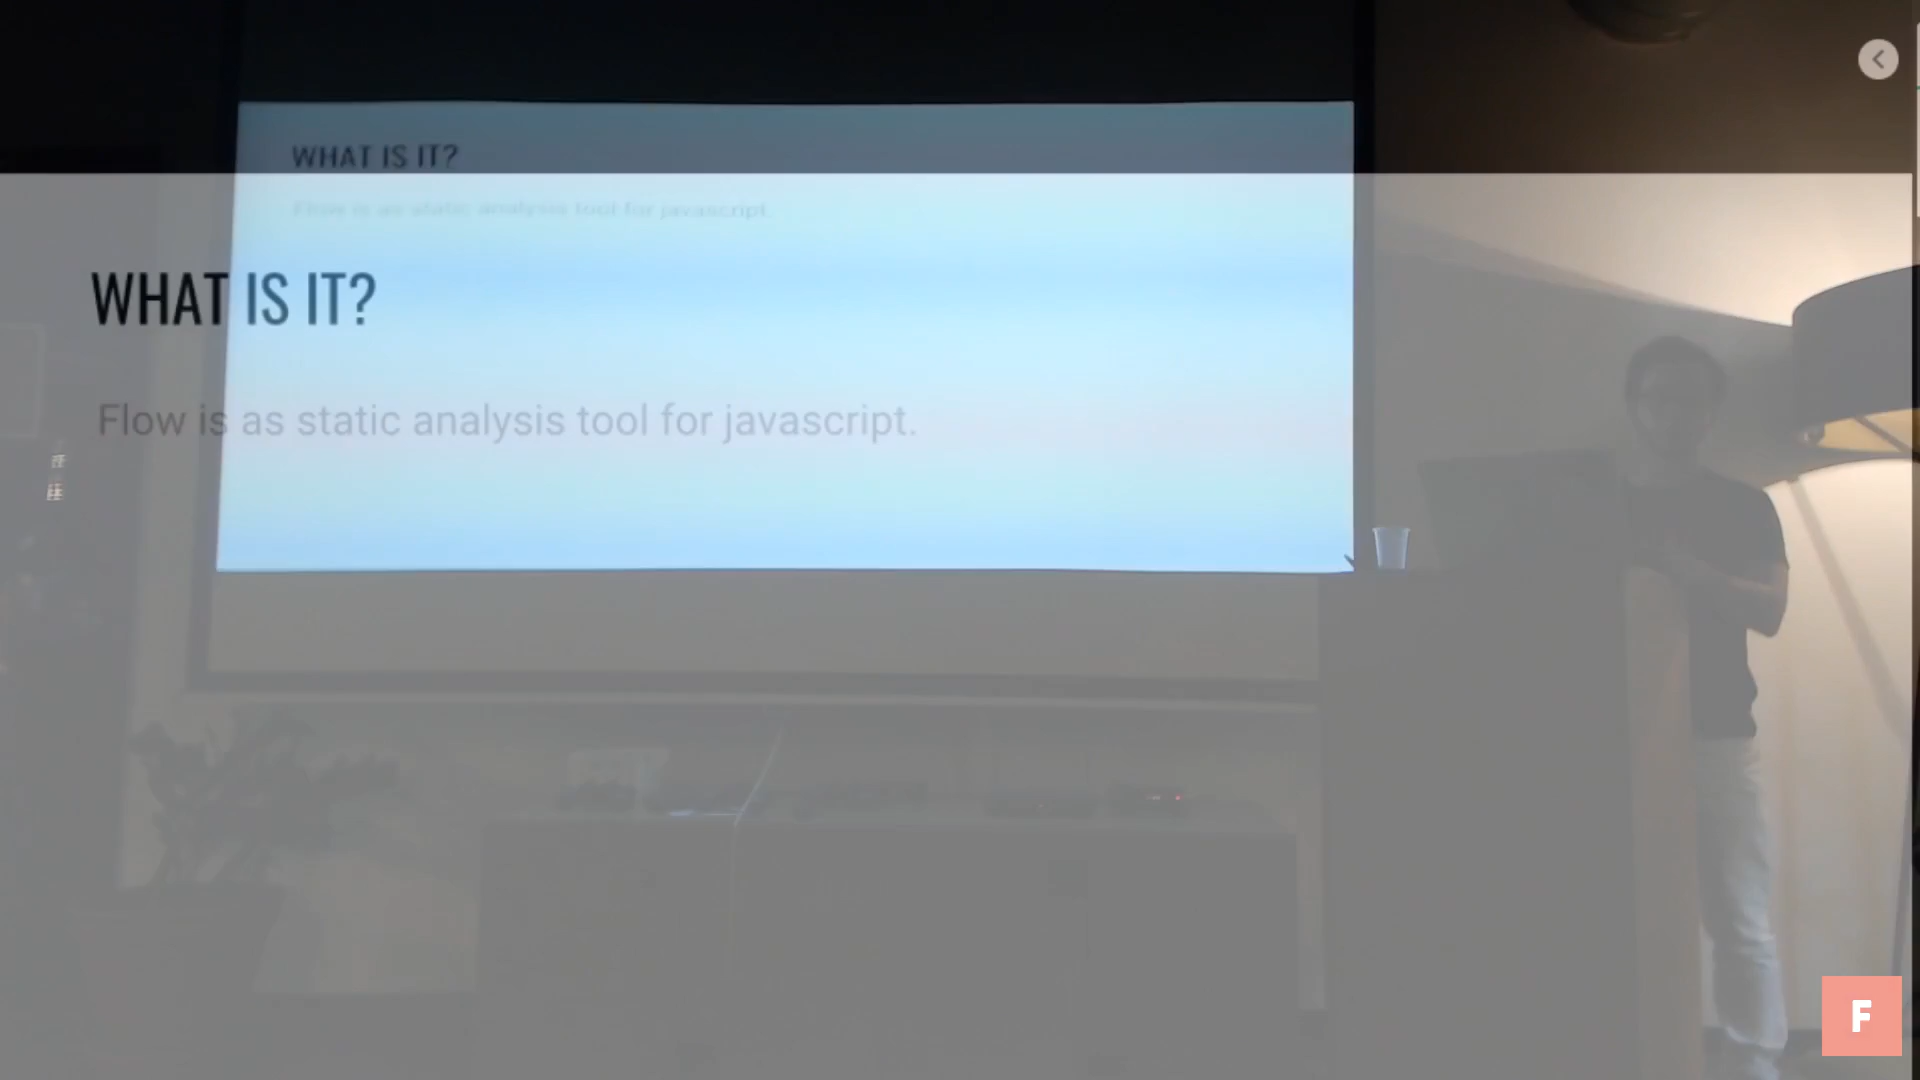 WHAT IS IT?
Flow is as static analysis tool for javascript.
WHAT IS IT?
Flow is as static analysis tool for javascript.
F